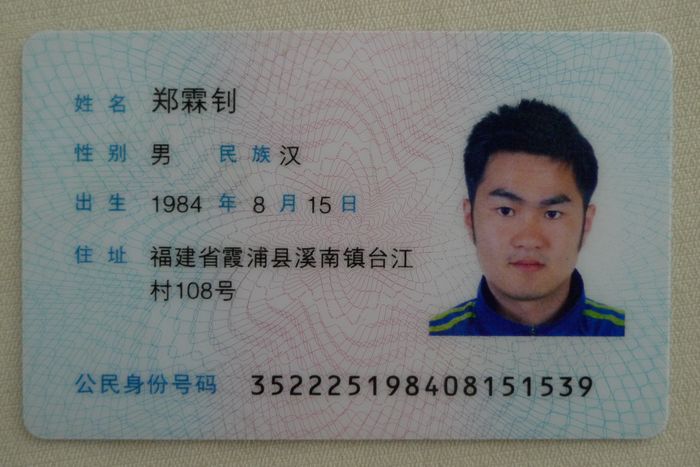 姓名 郑霖钊
性别 男 民族 汉
出生 1984 年 8 月 15 日
住址 福建省霞浦县溪南镇台江
村108号
公民身份号码 352225198408151539